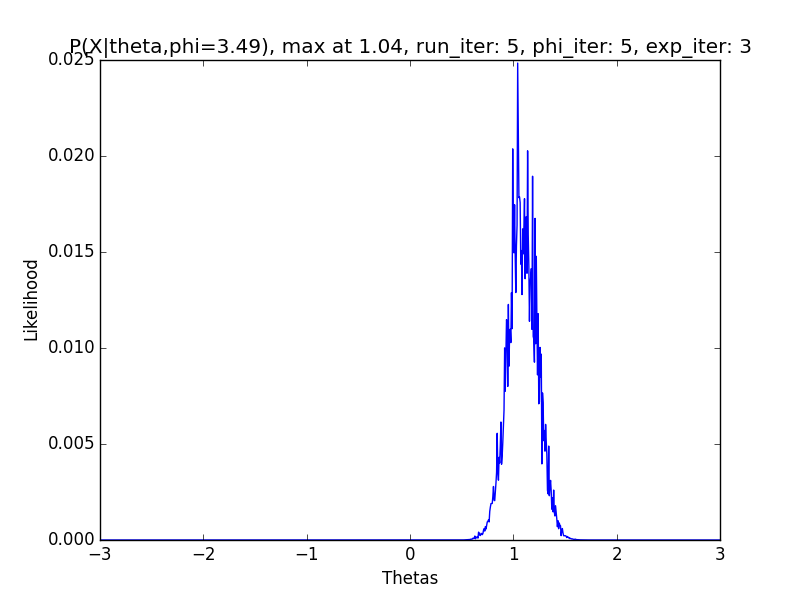 P(X|theta,phi=3.49), max at 1.04, run_iter: 5, phi_iter: 5, exp_iter: 3
0.025
0.020
0.015
0.010
0.005
0.000
Likelihood
−3 −2 −1 0 1 2 3
Thetas